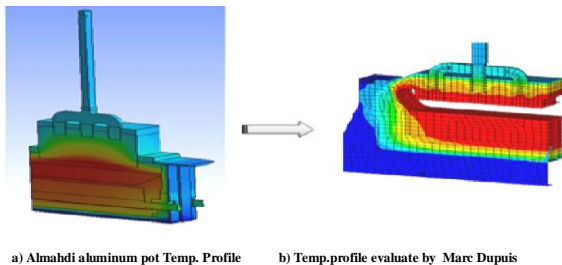 a) Almahdi aluminum pot Temp. Profile
b) Temp.profile evaluate by Marc Dupuis